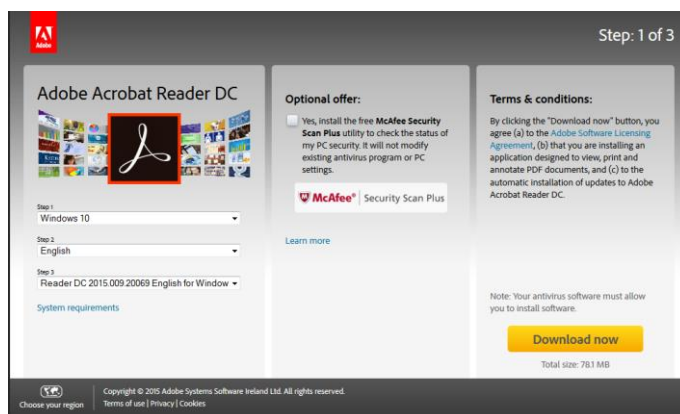 Adobe
Step: 1 of 3
Adobe Acrobat Reader DC
Step 1
Windows 10
Step 2
English
Step 3
Reader DC 2015.009.20069 English for Window
System requirements
Optional offer:
Yes, install the free McAfee Security
Scan Plus utility to check the status of
my PC security. It will not modify
existing antivirus program or PC
settings.
McAfee® Security Scan Plus
Learn more
Terms & conditions:
By clicking the "Download now" button, you
agree (a) to the Adobe Software Licensing
Agreement, (b) that you are installing an
application designed to view, print and
annotate PDF documents, and (c) to the
automatic installation of updates to Adobe
Acrobat Reader DC.
Note: Your antivirus software must allow
you to install software.
Download now
Total size: 78.1 MB
Choose your region
Copyright © 2015 Adobe Systems Software Ireland Ltd. All rights reserved.
Terms of use | Privacy | Cookies